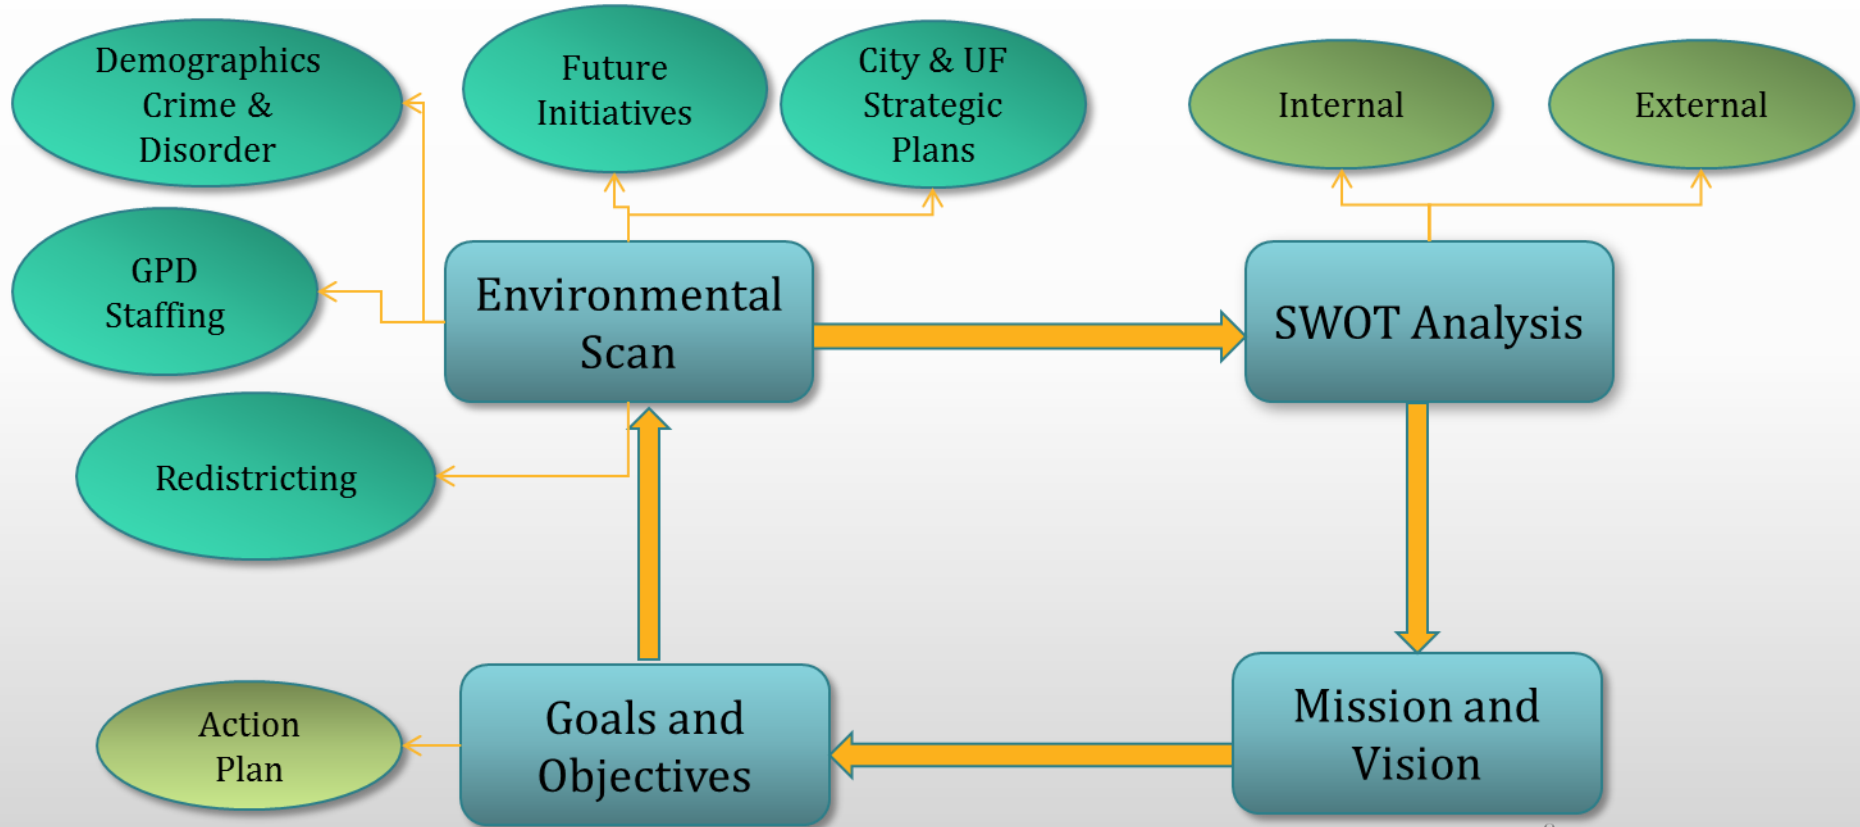 Demographics
Crime &
Disorder
Future
Initiatives
City & UF
Strategic
Plans
Internal
External
GPD
Staffing
Environmental
Scan
SWOT Analysis
Redistricting
Action
Plan
Goals and
Objectives
Mission and
Vision